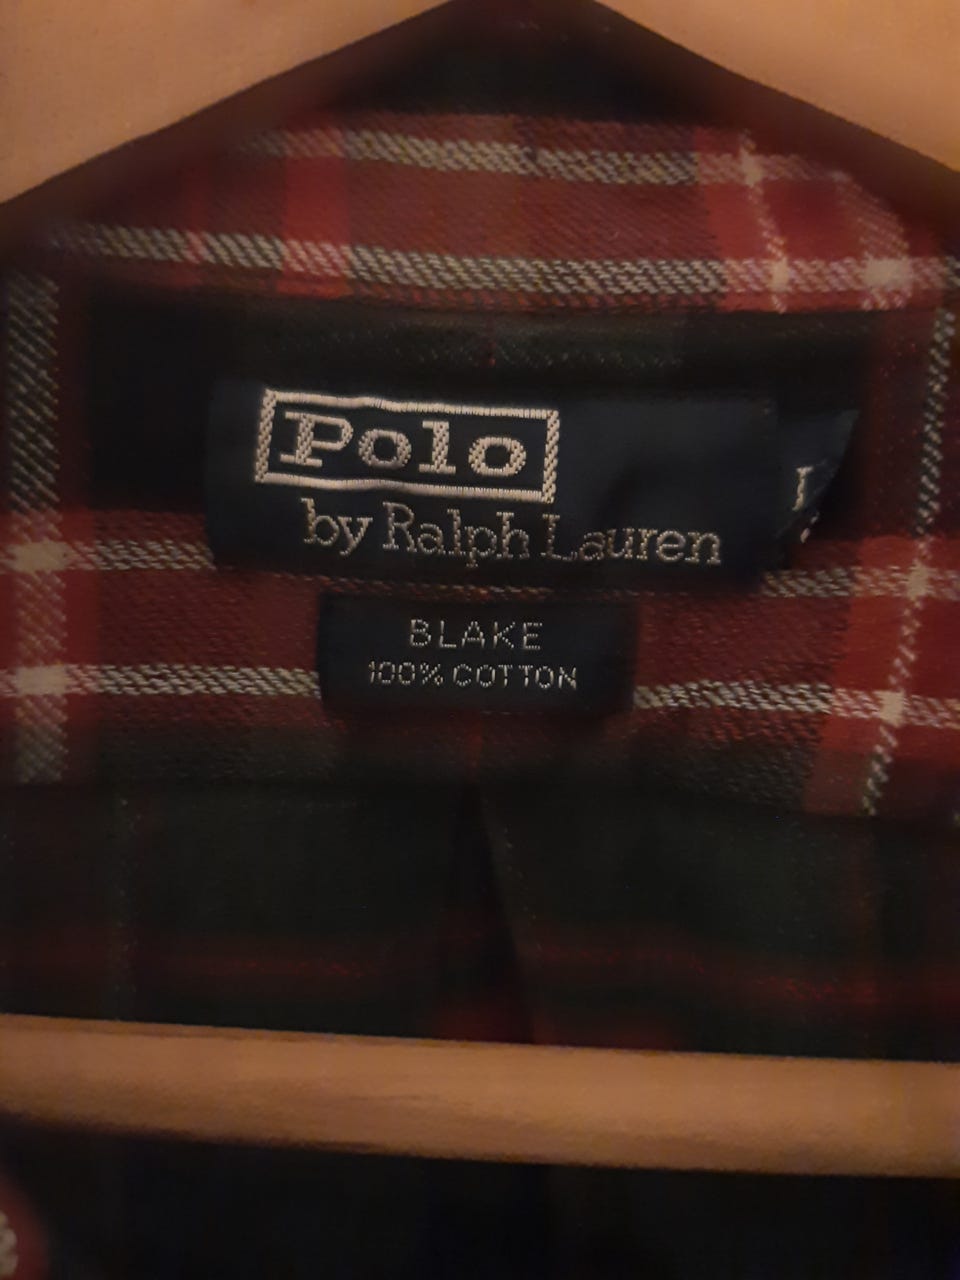 Polo
by Ralph Lauren
BLAKE
100% COTTON